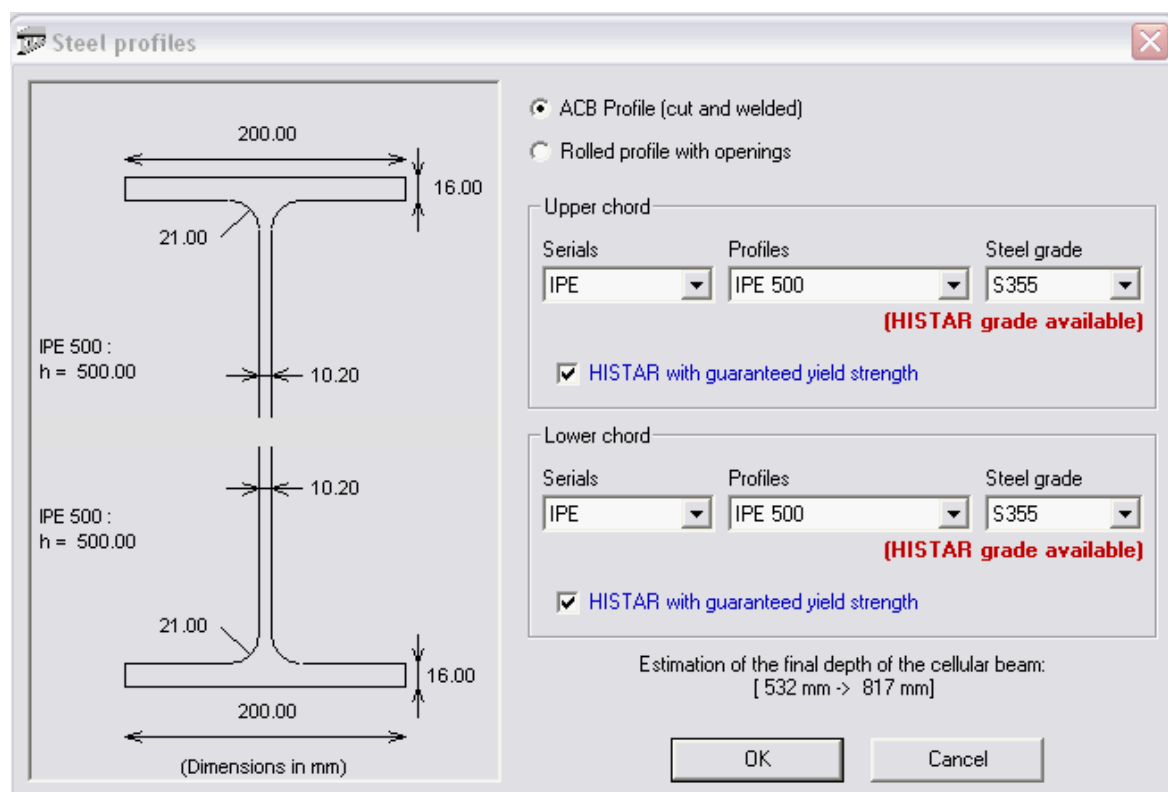 Steel profiles
200.00
16.00
21.00
IPE 500 :
h = 500.00
10.20
10.20
IPE 500 :
h = 500.00
21.00
16.00
200.00
(Dimensions in mm)
ACB Profile (cut and welded)
Rolled profile with openings
Upper chord
Serials Profiles Steel grade
IPE IPE 500 S355
(HISTAR grade available)
HISTAR with guaranteed yield strength
Lower chord
Serials Profiles Steel grade
IPE IPE 500 S355
(HISTAR grade available)
HISTAR with guaranteed yield strength
Estimation of the final depth of the cellular beam:
[ 532 mm -> 817 mm]
OK Cancel